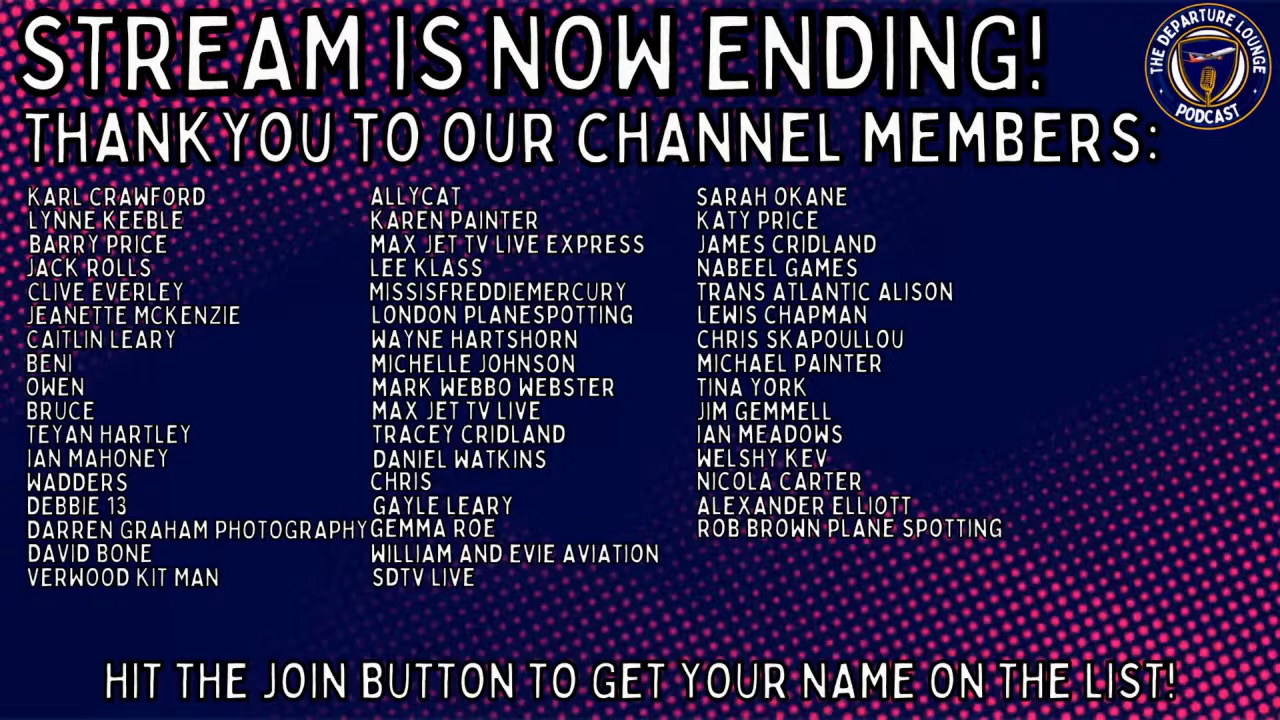 STREAM IS NOW ENDING!
THE DEPARTURE LOUNGE
PODCAST
THANKYOU TO OUR CHANNEL MEMBERS:
KARL CRAWFORD
LYNNE KEEBLE
BARRY PRICE
JACK ROLLS
CLIVE EVERLEY
JEANETTE MCKENZIE
CAITLIN LEARY
BENI
OWEN
BRUCE
TEYAN HARTLEY
IAN MAHONEY
WADDERS
DEBBIE 13
DARREN GRAHAM PHOTOGRAPHY
DAVID BONE
VERWOOD KIT MAN
ALLYCAT
KAREN PAINTER
MAX JET TV LIVE EXPRESS
LEE KLASS
MISSISFREDDIEMERCURY
LONDON PLANESPOTTING
WAYNE HARTSHORN
MICHELLE JOHNSON
MARK WEBBO WEBSTER
MAX JET TV LIVE
TRACEY CRIDLAND
DANIEL WATKINS
CHRIS
GAYLE LEARY
GEMMA ROE
WILLIAM AND EVIE AVIATION
SDTV LIVE
SARAH OKANE
KATY PRICE
JAMES CRIDLAND
NABEEL GAMES
TRANS ATLANTIC ALISON
LEWIS CHAPMAN
CHRIS SKAPOULLOU
MICHAEL PAINTER
TINA YORK
JIM GEMMELL
IAN MEADOWS
WELSHY KEV
NICOLA CARTER
ALEXANDER ELLIOTT
ROB BROWN PLANE SPOTTING
HIT THE JOIN BUTTON TO GET YOUR NAME ON THE LIST!